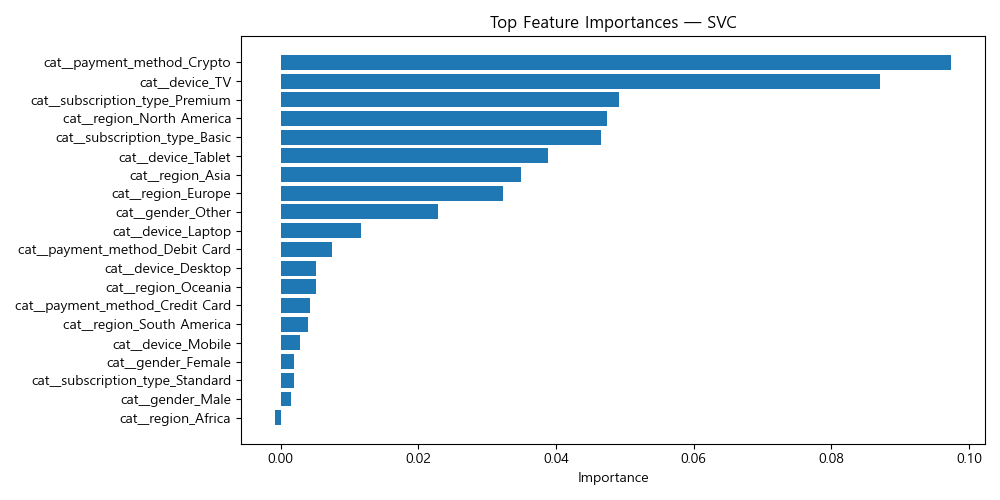 Top Feature Importances — SVC
cat__payment_method_Crypto
cat__device_TV
cat__subscription_type_Premium
cat__region_North America
cat__subscription_type_Basic
cat__device_Tablet
cat__region_Asia
cat__region_Europe
cat__gender_Other
cat__device_Laptop
cat__payment_method_Debit Card
cat__device_Desktop
cat__region_Oceania
cat__payment_method_Credit Card
cat__region_South America
cat__device_Mobile
cat__gender_Female
cat__subscription_type_Standard
cat__gender_Male
cat__region_Africa
0.00 0.02 0.04 0.06 0.08 0.10
Importance